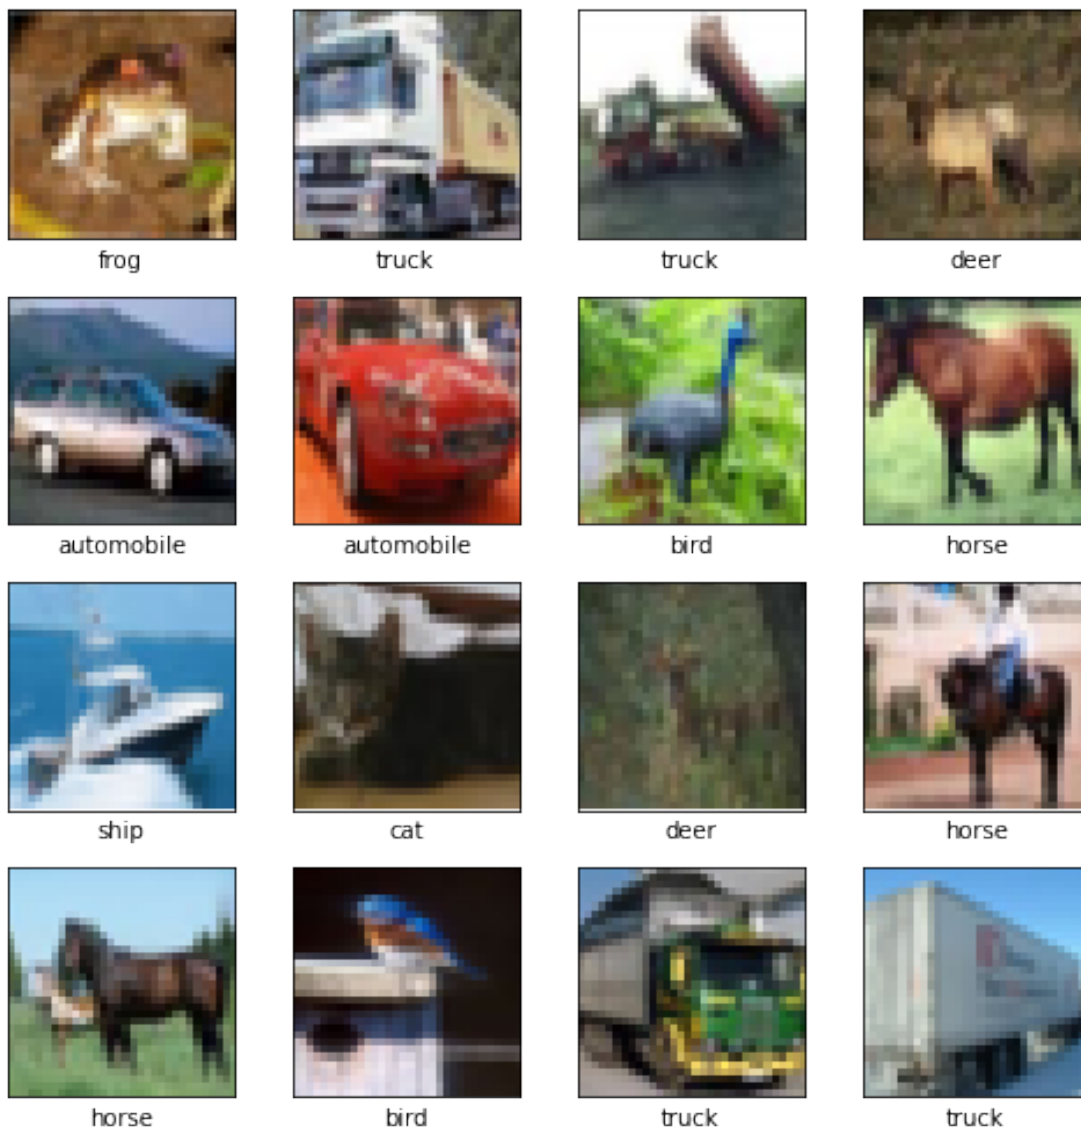 frog truck truck deer
automobile automobile bird horse
ship cat deer horse
horse bird truck truck